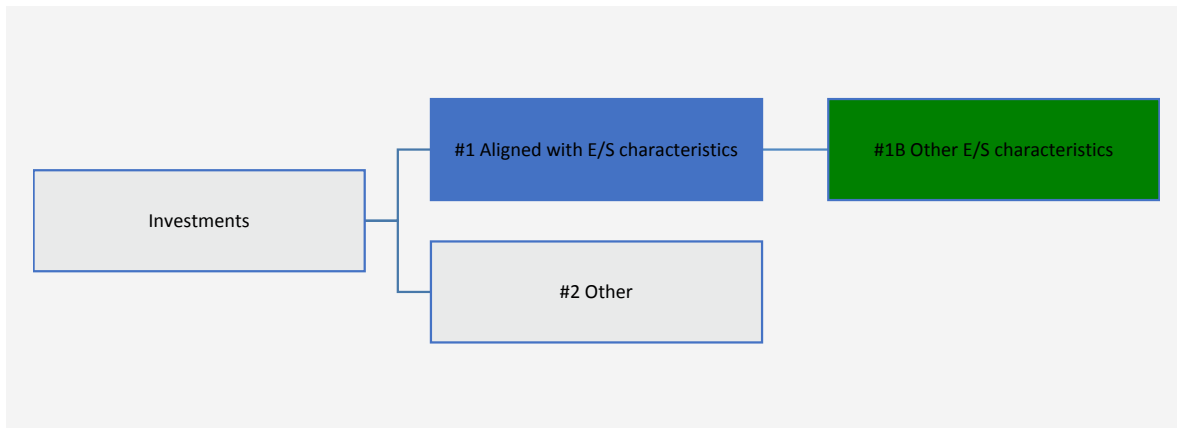 Investments
#1 Aligned with E/S characteristics
#1B Other E/S characteristics
#2 Other